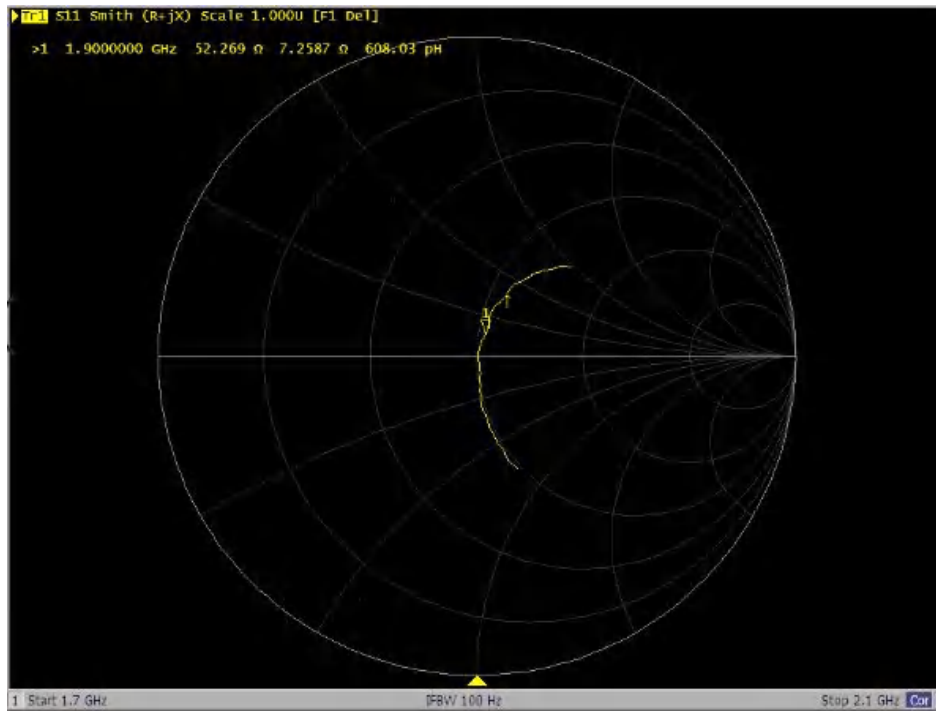 Tr1 S11 Smith (R+jX) Scale 1.000U [F1 Del]
>1 1.9000000 GHz 52.269 Ω 7.2587 Ω 608.03 pH
1
1 Start 1.7 GHz IFBW 100 Hz Stop 2.1 GHz Cor